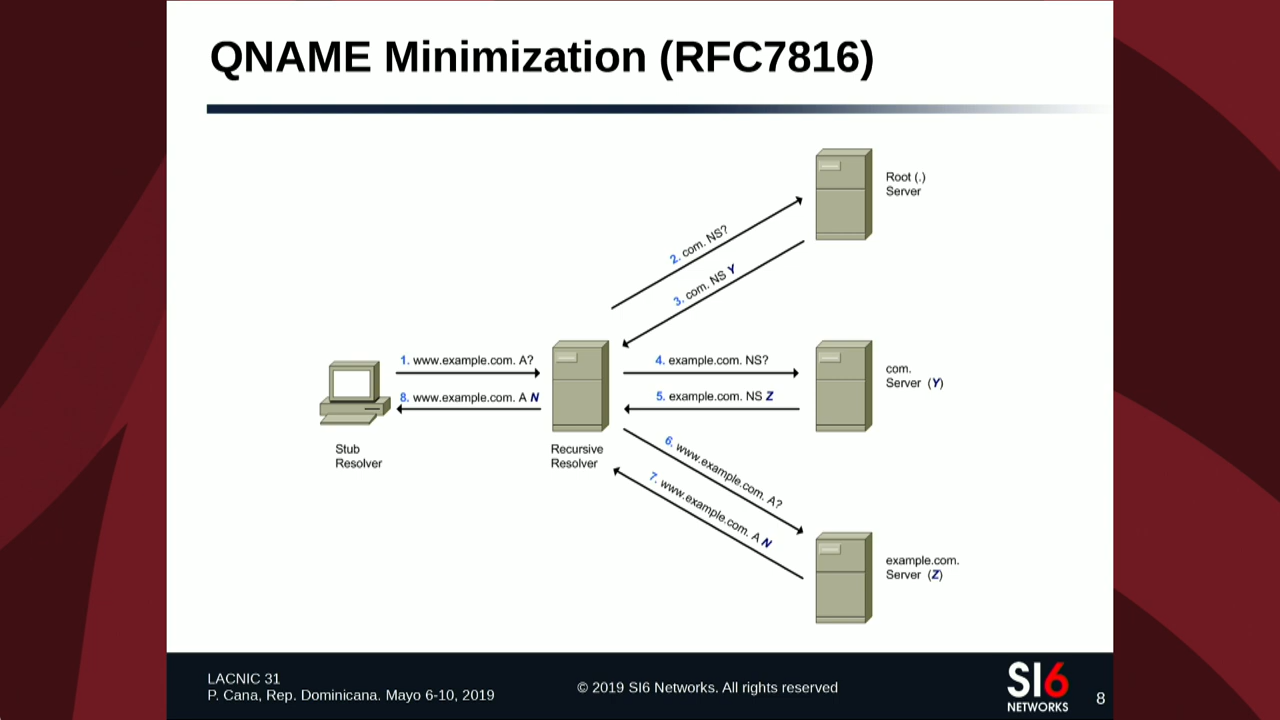 QNAME Minimization (RFC7816)
Root (.)
Server
2. com. NS?
3. com. NS Y
1. www.example.com. A?
4. example.com. NS?
com.
Server (Y)
8. www.example.com. A N
5. example.com. NS Z
Stub
Resolver
Recursive
Resolver
6. www.example.com. A?
7. www.example.com. A N
example.com.
Server (Z)
LACNIC 31
P. Cana, Rep. Dominicana. Mayo 6-10, 2019
© 2019 SI6 Networks. All rights reserved
SI6
NETWORKS
8